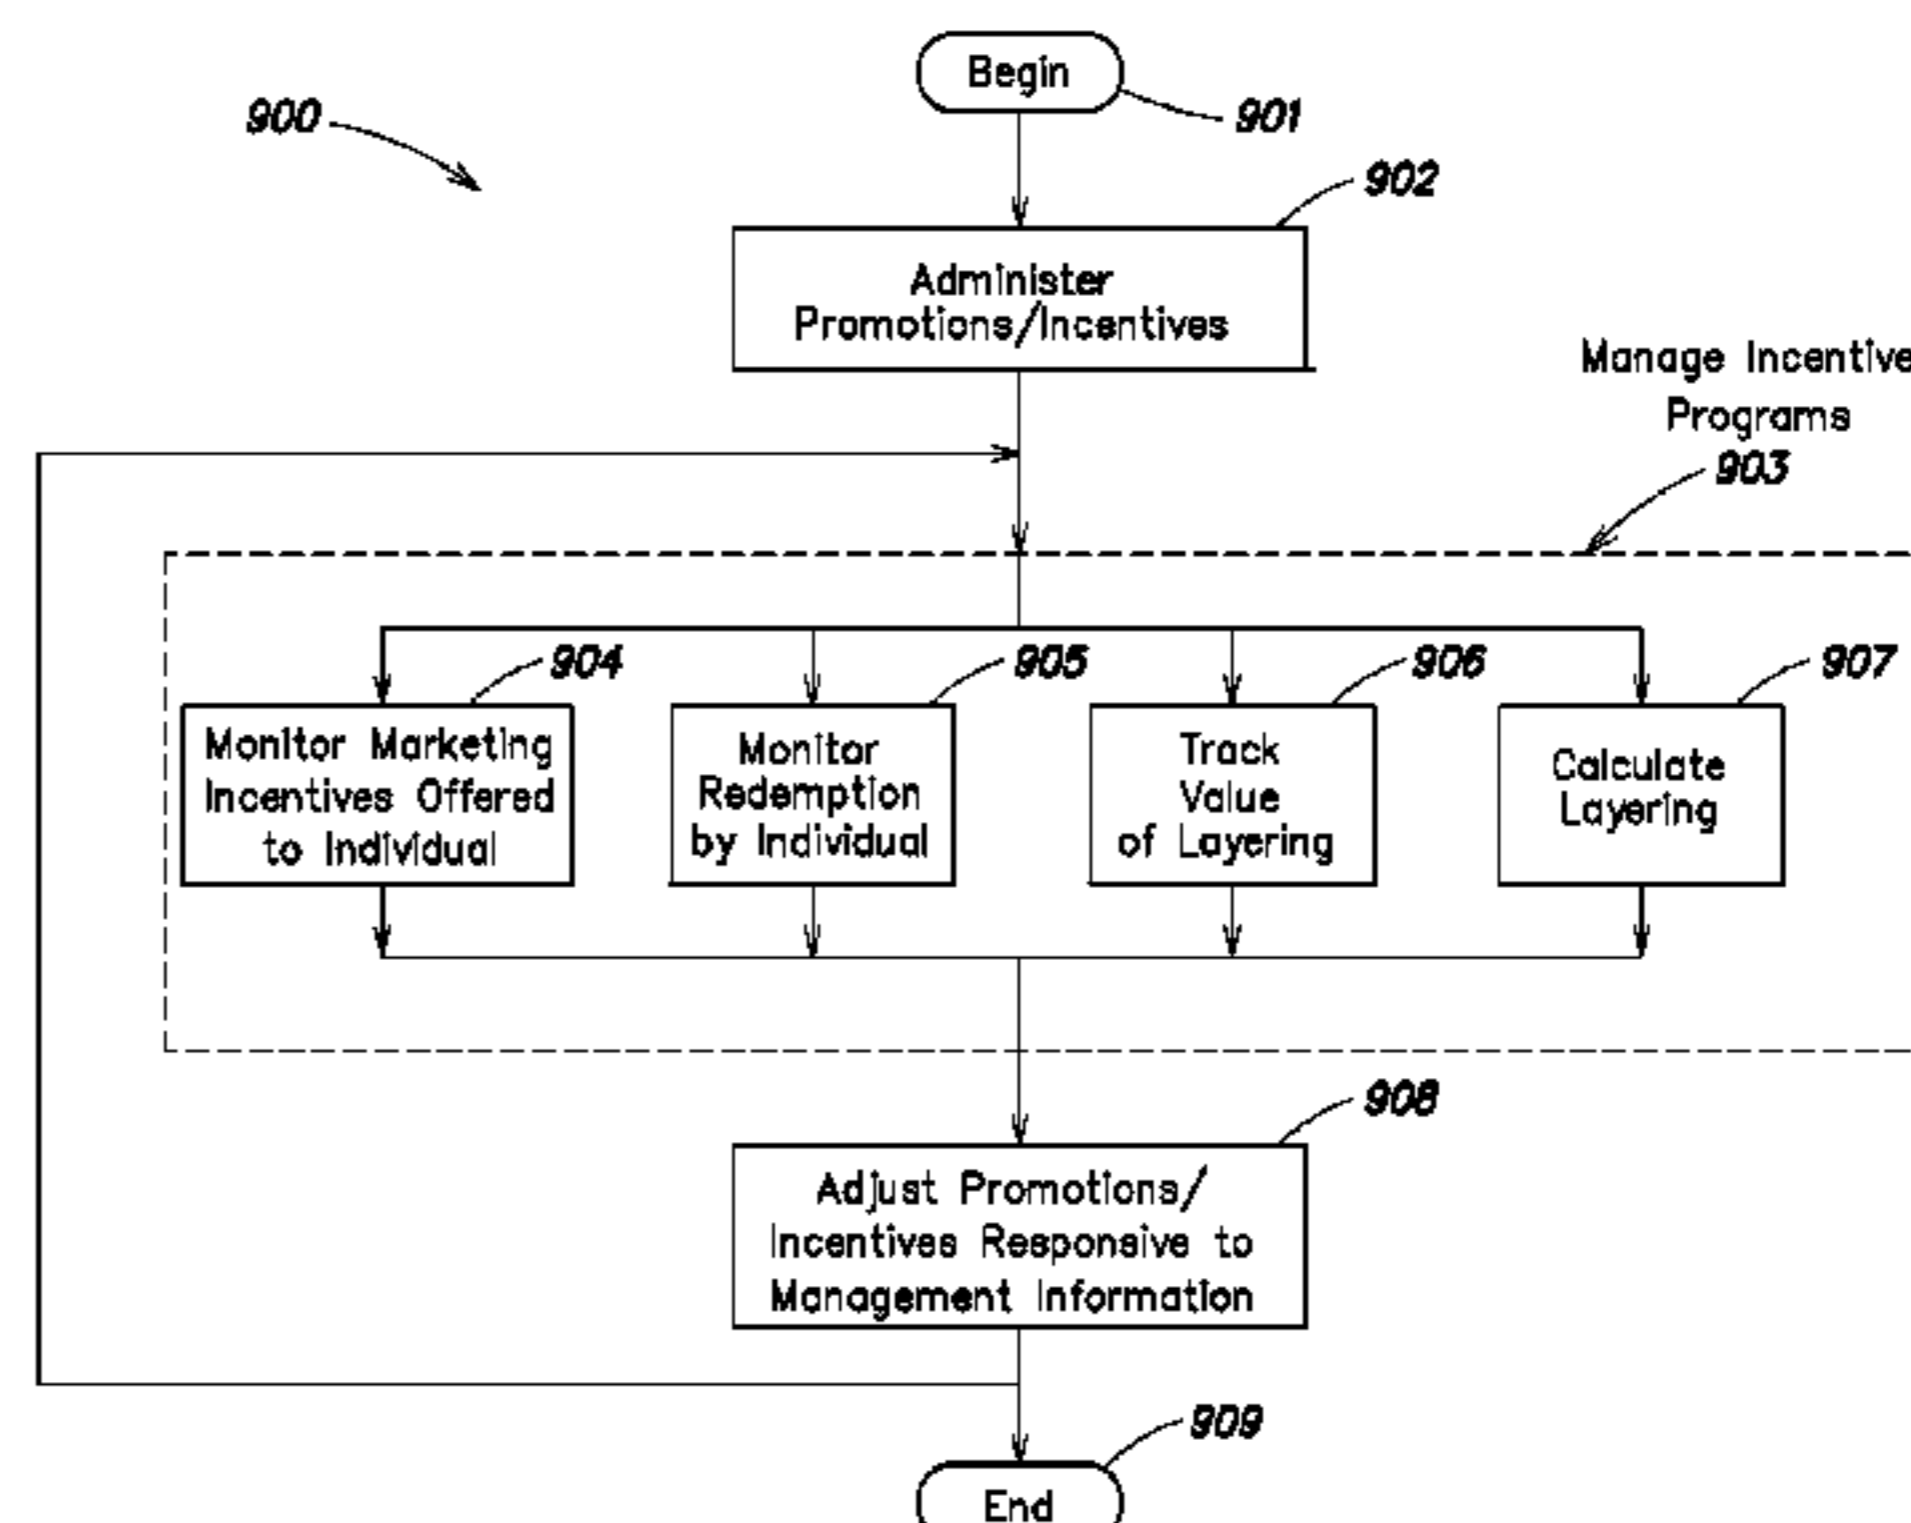 Begin
900
901
902
Administer
Promotions/Incentives
Manage Incentive
Programs
903
904
905
906
907
Monitor Marketing
Incentives Offered
to Individual
Monitor
Redemption
by Individual
Track
Value
of Layering
Calculate
Layering
908
Adjust Promotions/
Incentives Responsive to
Management Information
909
End